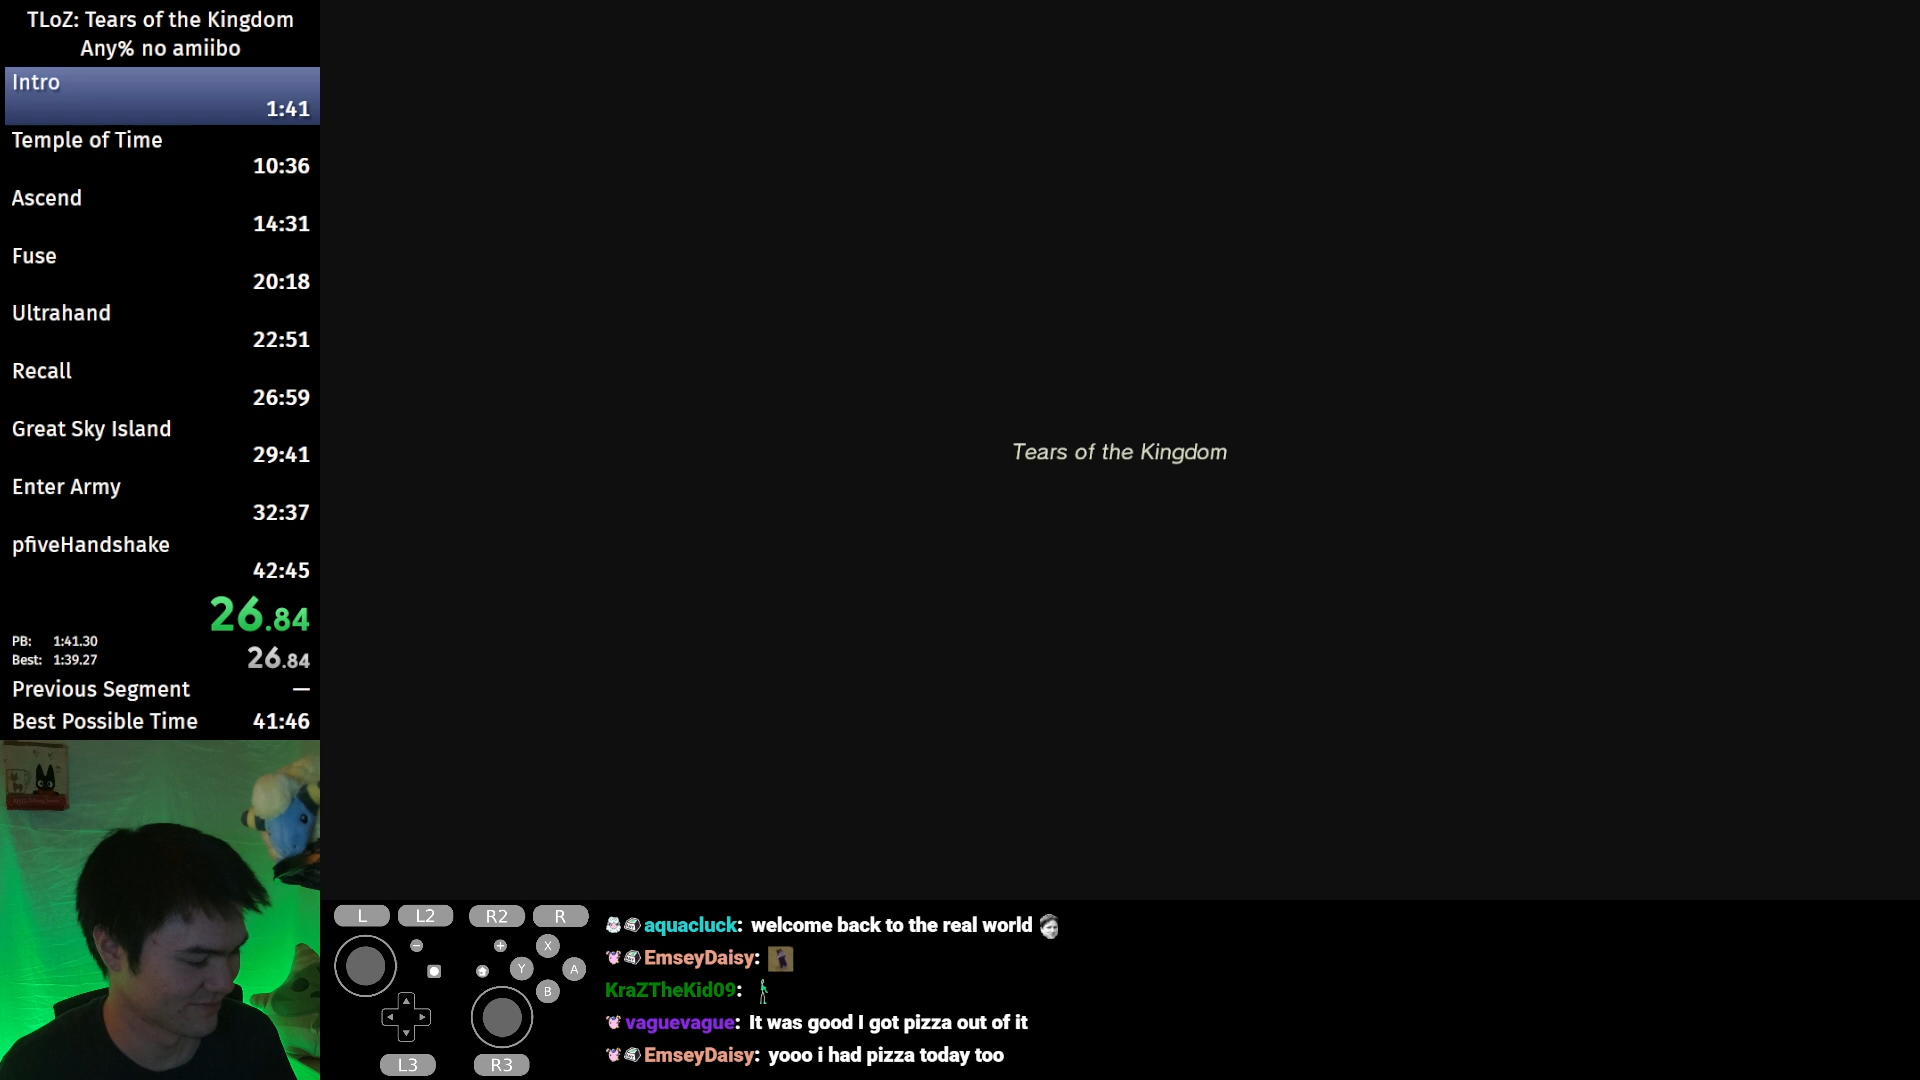 TLoZ: Tears of the Kingdom
Any% no amiibo
Intro
1:41
Temple of Time
10:36
Ascend
14:31
Fuse
20:18
Ultrahand
22:51
Recall
26:59
Great Sky Island
29:41
Enter Army
32:37
pfiveHandshake
42:45
26.84
PB: 1:41.30
Best: 1:39.27
26.84
Previous Segment —
Best Possible Time 41:46
Tears of the Kingdom
L L2 R2 R
X
Y A
B
L3 R3
aquacluck: welcome back to the real world
EmseyDaisy:
KraZTheKid09:
vaguevague: It was good I got pizza out of it
EmseyDaisy: yooo i had pizza today too